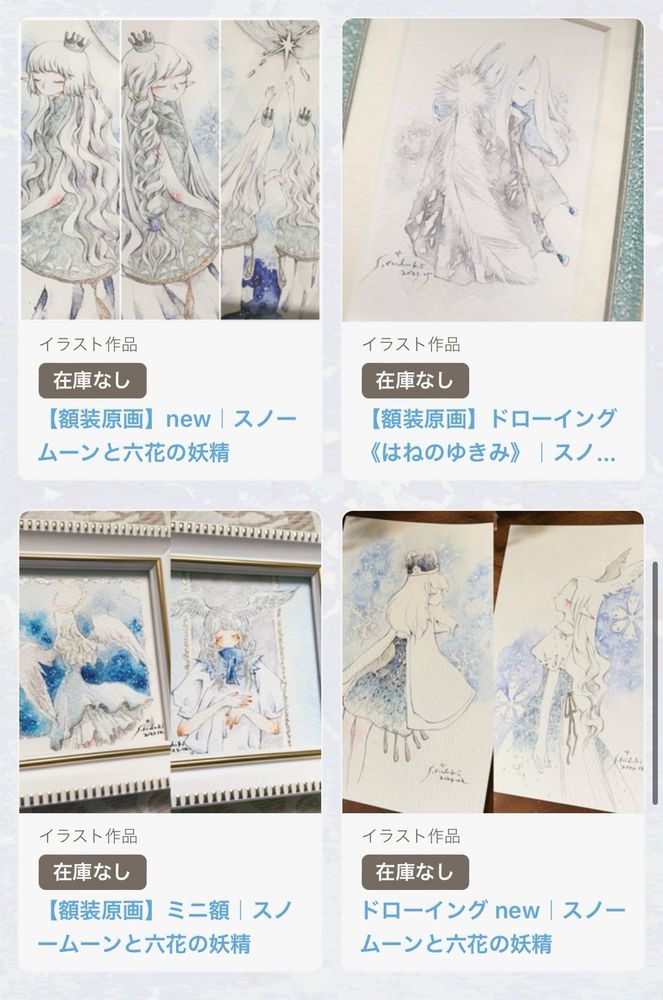 イラスト作品
在庫なし
【額装原画】new｜スノー
ムーンと六花の妖精
イラスト作品
在庫なし
【額装原画】ドローイング
《はねのゆきみ》｜スノ...
イラスト作品
在庫なし
【額装原画】ミニ額｜スノ
ームーンと六花の妖精
イラスト作品
在庫なし
ドローイング new｜スノー
ムーンと六花の妖精